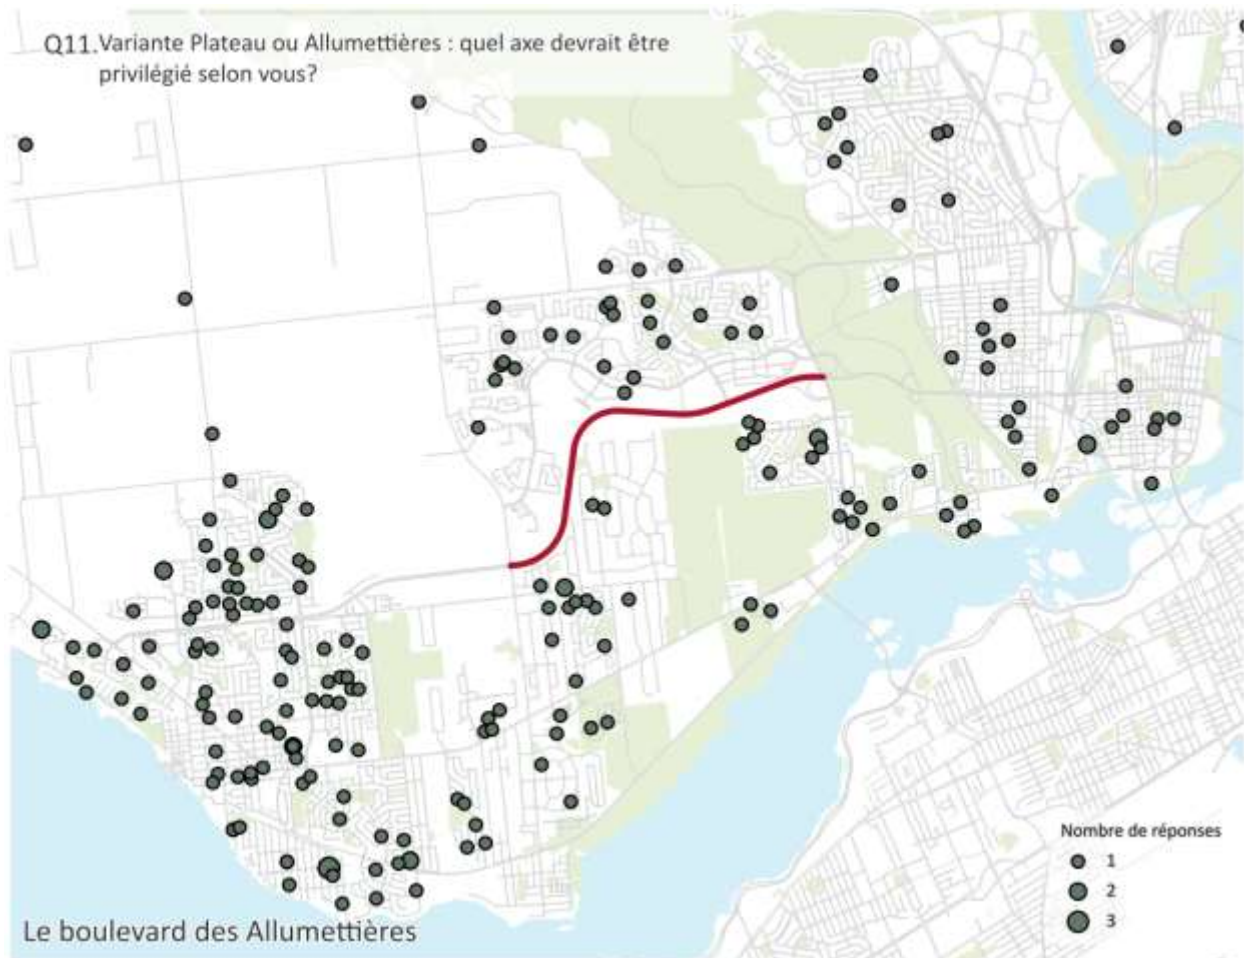 Q11. Variante Plateau ou Allumettières : quel axe devrait être
privilégié selon vous?
Nombre de réponses
1
2
3
Le boulevard des Allumettières